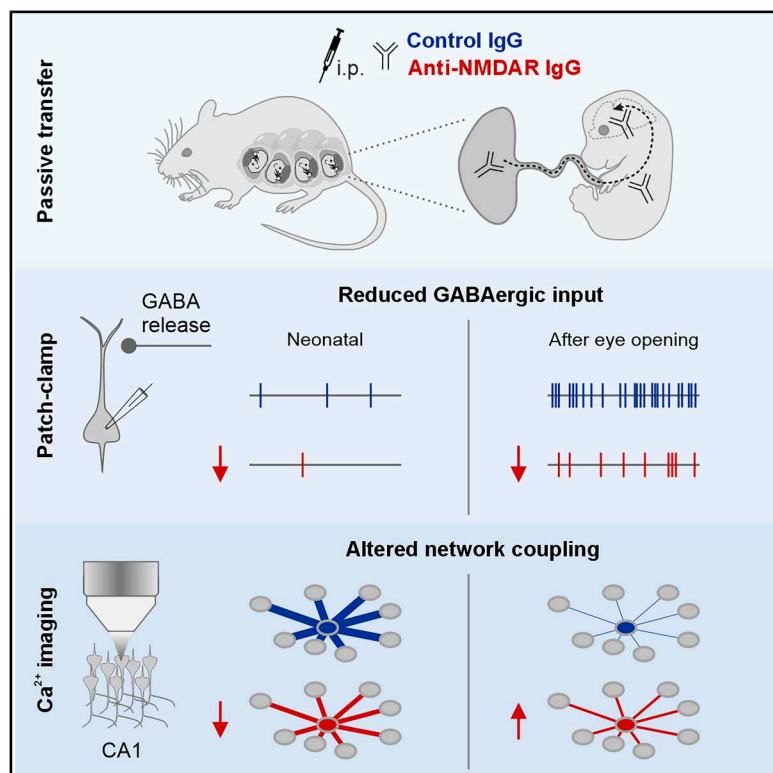 Passive transfer
i.p.
Control IgG
Anti-NMDAR IgG
Patch-clamp
GABA
release
Reduced GABAergic input
Neonatal
After eye opening
Ca²⁺ imaging
CA1
Altered network coupling